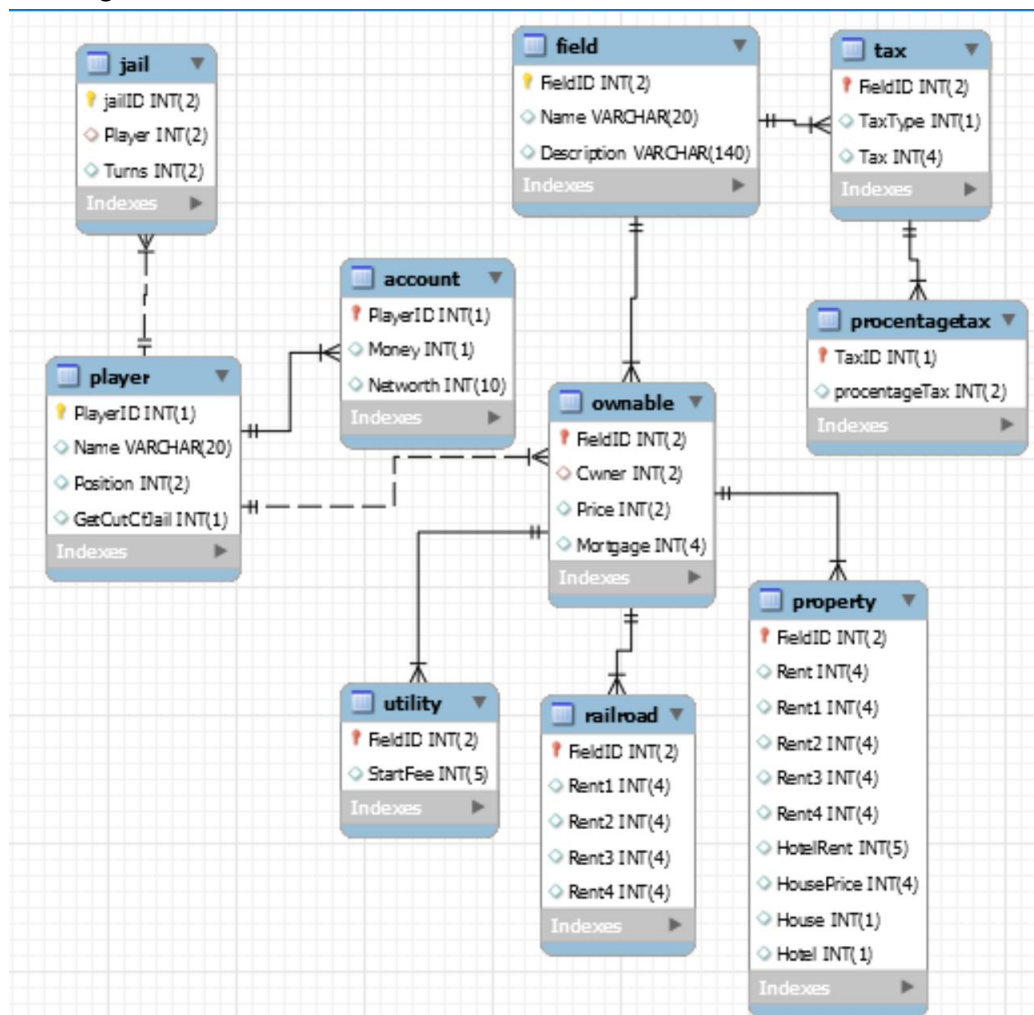 jail
jailID INT(2)
Player INT(2)
Turns INT(2)
Indexes
field
FieldID INT(2)
Name VARCHAR(20)
Description VARCHAR(140)
Indexes
tax
FieldID INT(2)
TaxType INT(1)
Tax INT(4)
Indexes
account
PlayerID INT(1)
Money INT(1)
Networth INT(10)
Indexes
procentagetax
TaxID INT(1)
procentageTax INT(2)
Indexes
player
PlayerID INT(1)
Name VARCHAR(20)
Position INT(2)
GetOutOfJail INT(1)
Indexes
ownable
FieldID INT(2)
Owner INT(2)
Price INT(2)
Mortgage INT(4)
Indexes
utility
FieldID INT(2)
StartFee INT(5)
Indexes
railroad
FieldID INT(2)
Rent1 INT(4)
Rent2 INT(4)
Rent3 INT(4)
Rent4 INT(4)
Indexes
property
FieldID INT(2)
Rent INT(4)
Rent1 INT(4)
Rent2 INT(4)
Rent3 INT(4)
Rent4 INT(4)
HotelRent INT(5)
HousePrice INT(4)
House INT(1)
Hotel INT(1)
Indexes